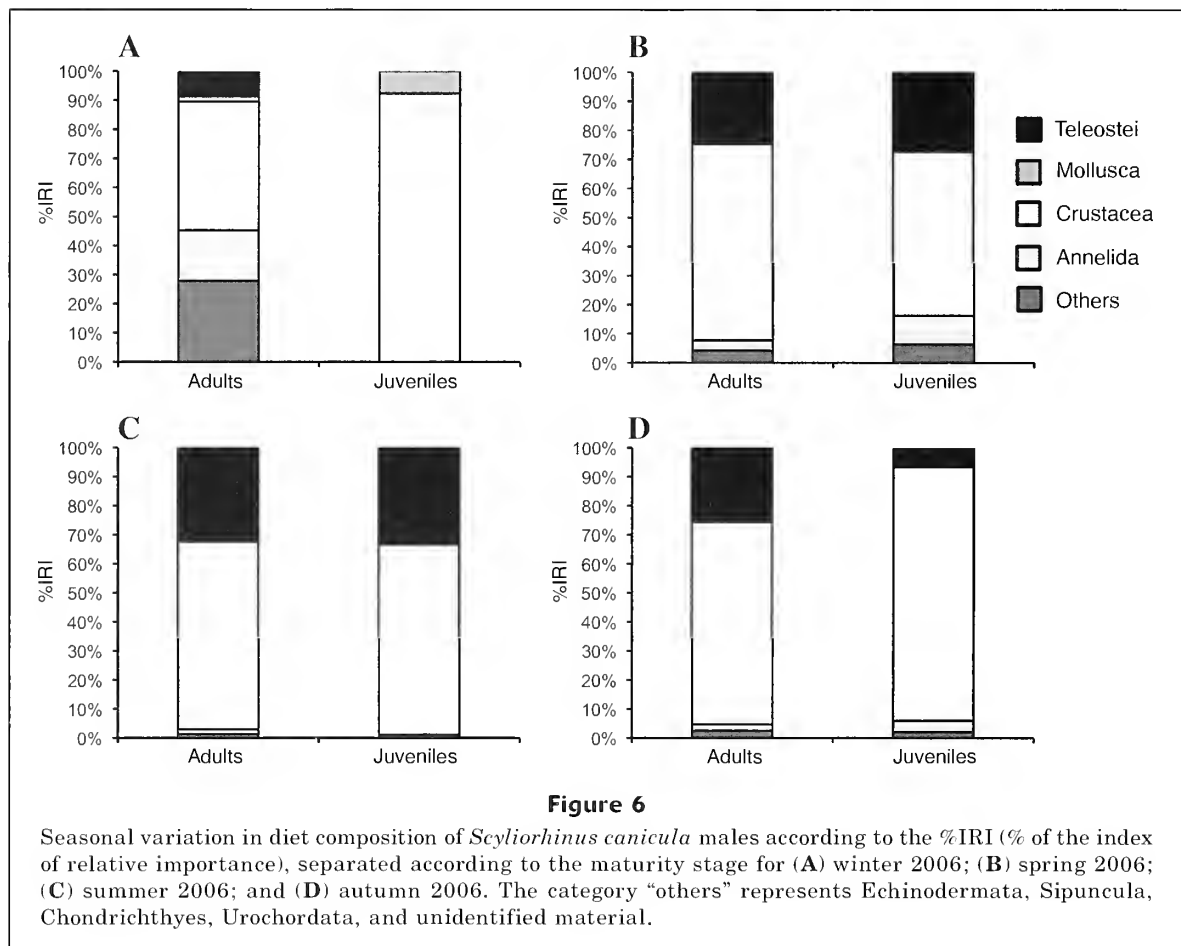 A
100%
90%
80%
70%
60%
50%
40%
30%
20%
10%
0%
%IRI
Adults Juveniles
B
100%
90%
80%
70%
60%
50%
40%
30%
20%
10%
0%
%IRI
Adults Juveniles
Teleostei
Mollusca
Crustacea
Annelida
Others
C
100%
90%
80%
70%
60%
50%
40%
30%
20%
10%
0%
%IRI
Adults Juveniles
D
100%
90%
80%
70%
60%
50%
40%
30%
20%
10%
0%
%IRI
Adults Juveniles
Figure 6
Seasonal variation in diet composition of Scyliorhinus canicula males according to the %IRI (% of the index
of relative importance), separated according to the maturity stage for (A) winter 2006; (B) spring 2006;
(C) summer 2006; and (D) autumn 2006. The category “others” represents Echinodermata, Sipuncula,
Chondrichthyes, Urochordata, and unidentified material.